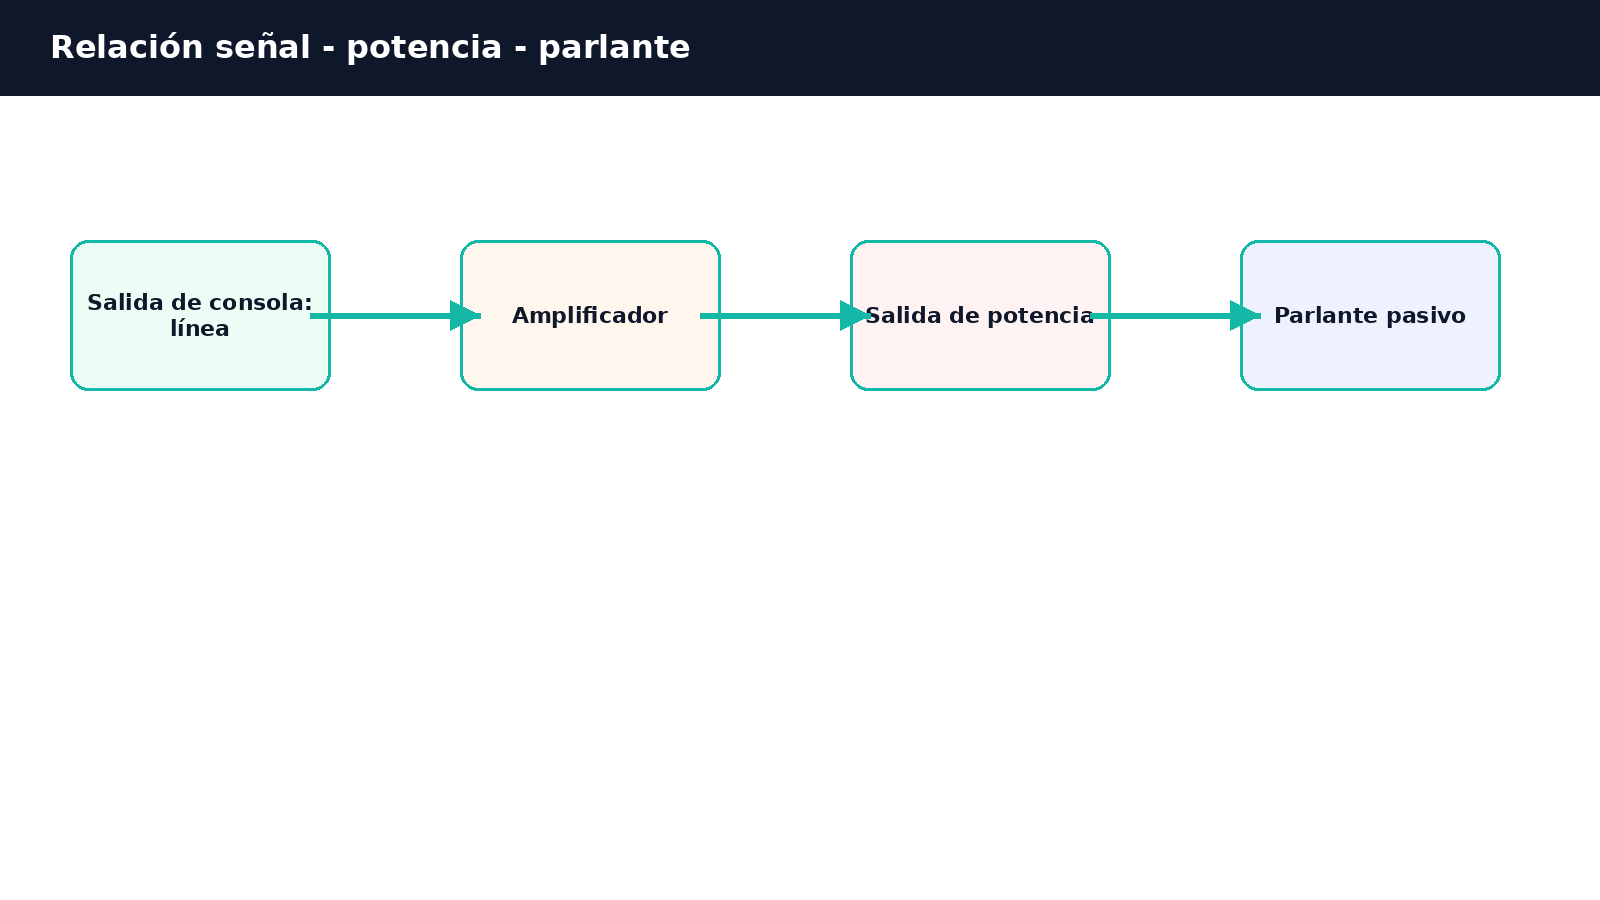 Relación señal - potencia - parlante
Salida de consola:
línea
Amplificador
Salida de potencia
Parlante pasivo